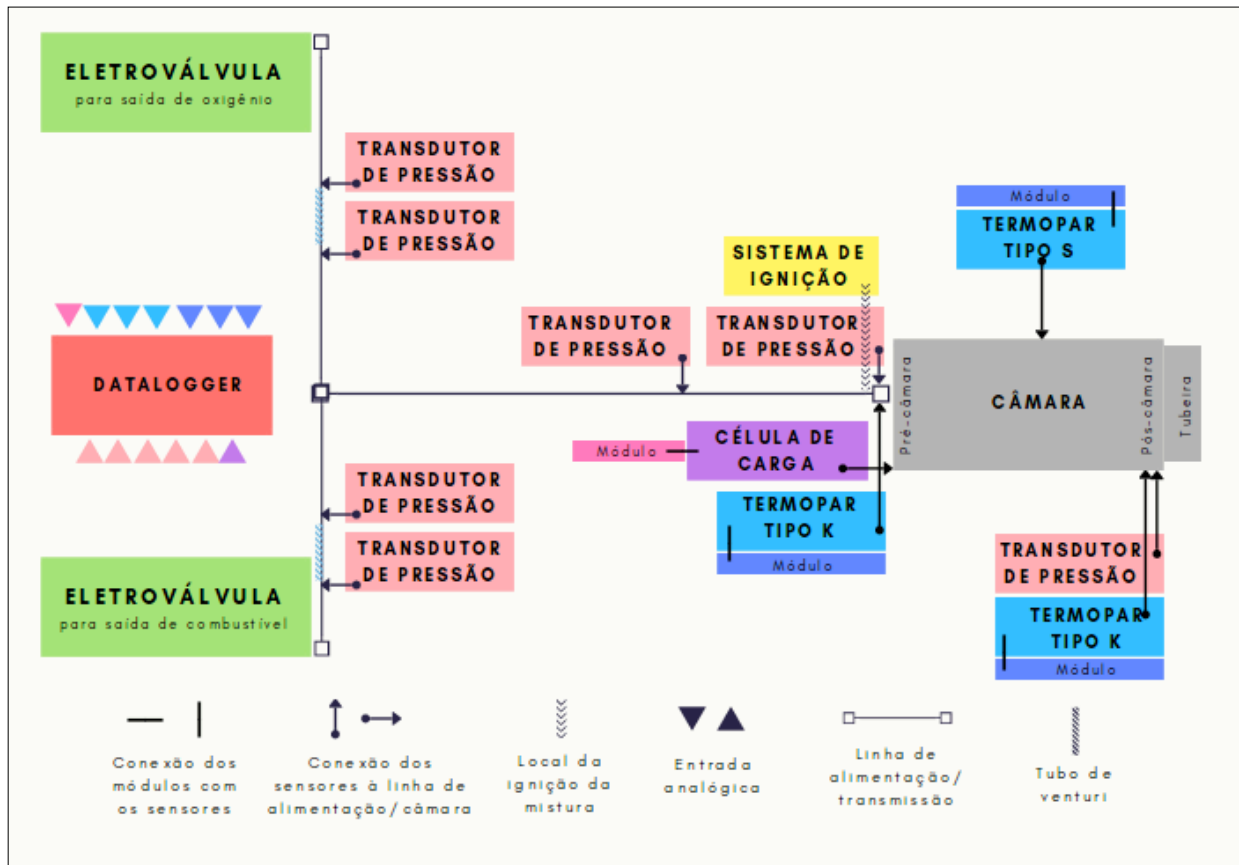 ELETROVÁLVULA
para saída de oxigênio
TRANSDUTOR
DE PRESSÃO
TRANSDUTOR
DE PRESSÃO
Módulo
TERMOPAR
TIPO S
SISTEMA DE
IGNIÇÃO
TRANSDUTOR
DE PRESSÃO
TRANSDUTOR
DE PRESSÃO
DATALOGGER
Pré-câmara
CÂMARA
Pós-câmara
Tubeira
Módulo
CÉLULA DE
CARGA
TERMOPAR
TIPO K
Módulo
TRANSDUTOR
DE PRESSÃO
TRANSDUTOR
DE PRESSÃO
ELETROVÁLVULA
para saída de combustível
TRANSDUTOR
DE PRESSÃO
TERMOPAR
TIPO K
Módulo
Conexão dos
módulos com
os sensores
Conexão dos
sensores à linha de
alimentação/câmara
Local da
ignição da
mistura
Entrada
analógica
Linha de
alimentação/
transmissão
Tubo de
venturi